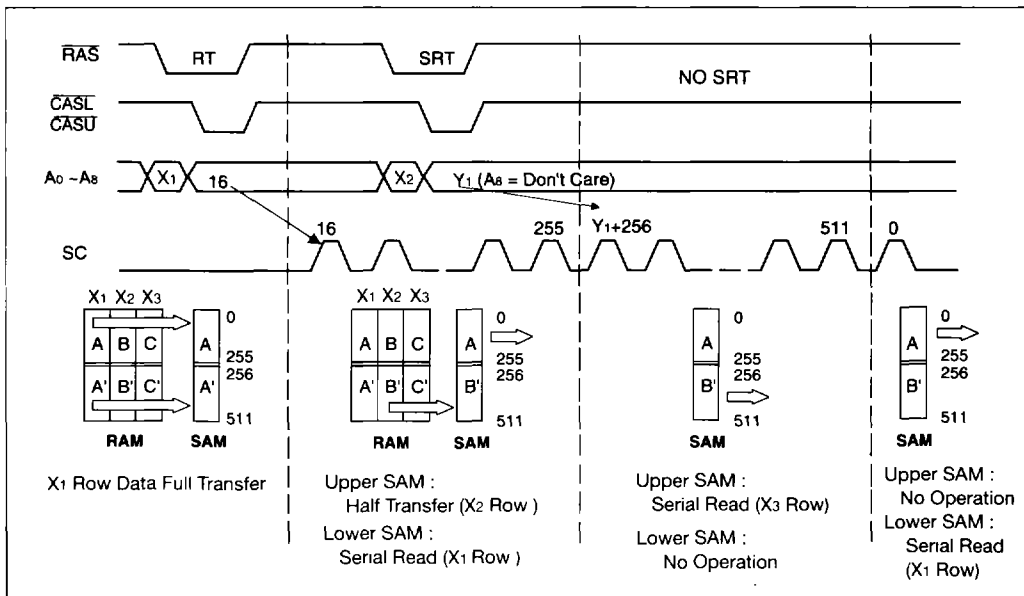 RAS RT SRT NO SRT
CASL
CASU
A0 ~A8 X1 16 X2 Y1 (A8 = Don't Care)
SC 16 255 Y1+256 511 0
X1 X2 X3 X1 X2 X3
A B C A 0 255 A B C A 0 255 A 0 255 A 0 255
A' B' C' A' 256 511 A' B' C' B' 256 511 B' 256 511 B' 256 511
RAM SAM RAM SAM SAM SAM
X1 Row Data Full Transfer
Upper SAM :
Half Transfer (X2 Row )
Lower SAM :
Serial Read (X1 Row )
Upper SAM :
Serial Read (X3 Row)
Lower SAM :
No Operation
Upper SAM :
No Operation
Lower SAM :
Serial Read
(X1 Row)